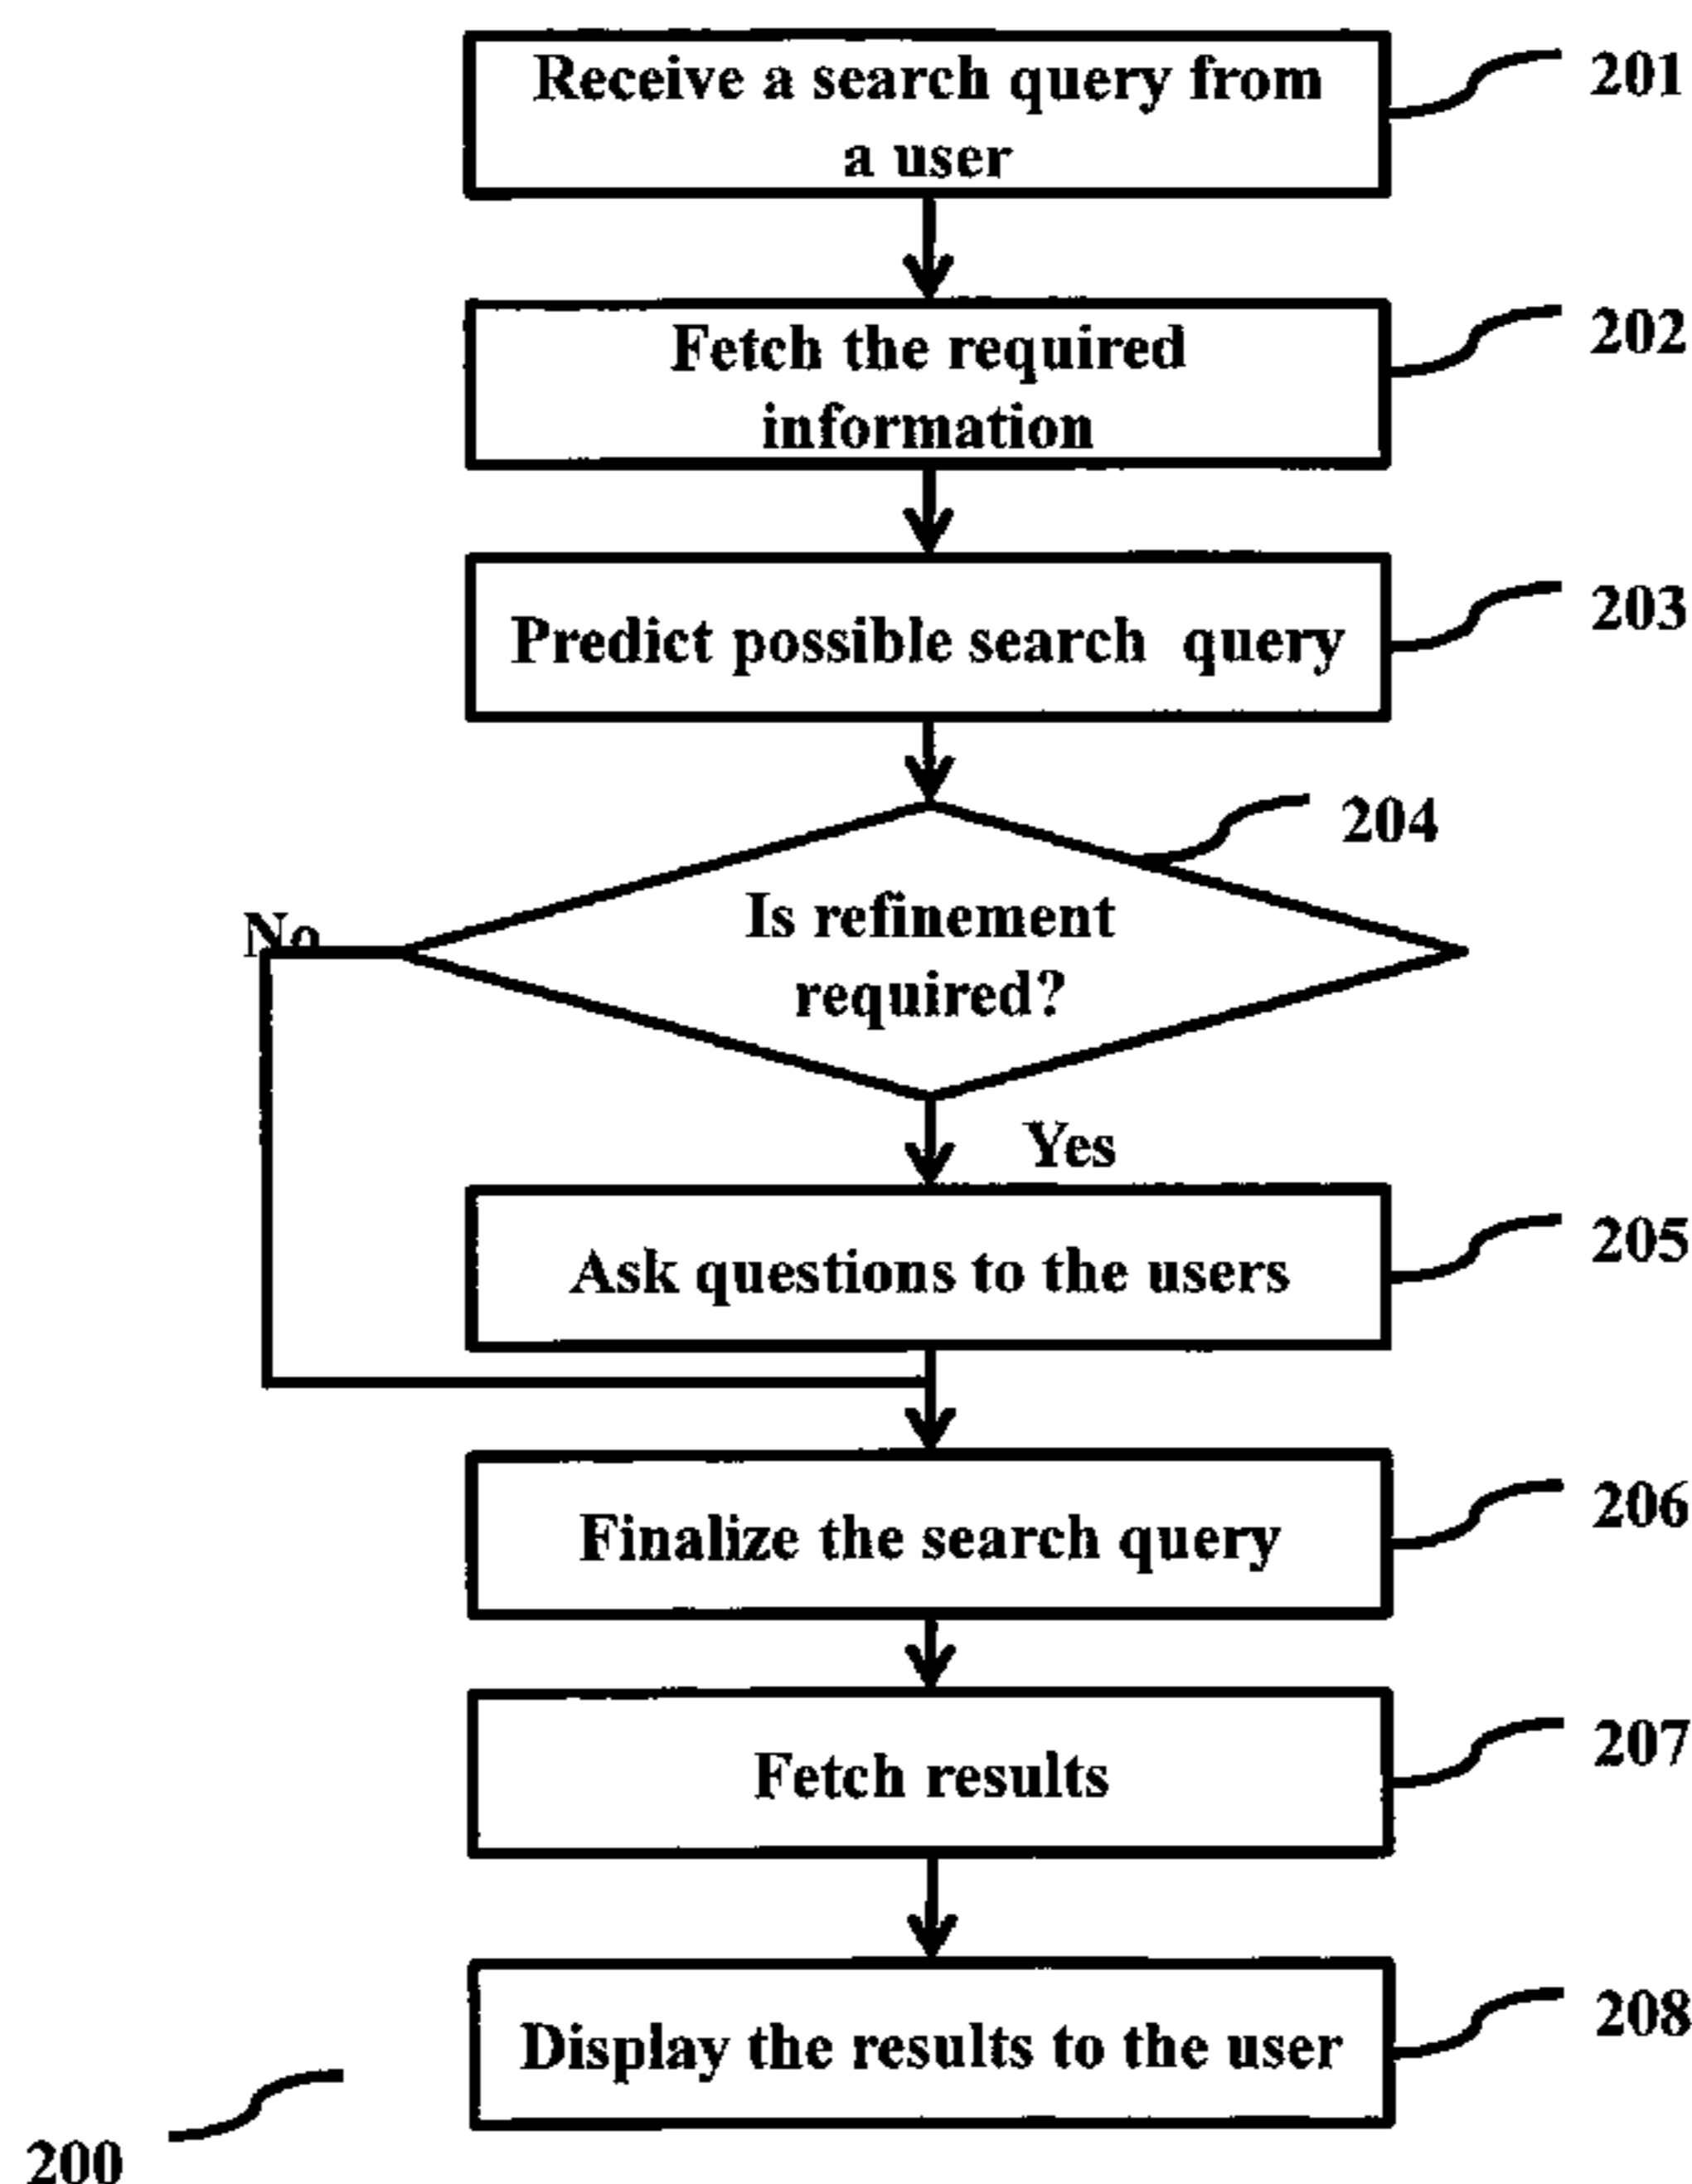 Receive a search query from
a user
201
Fetch the required
information
202
Predict possible search query
203
204
Is refinement
required?
No
Yes
Ask questions to the users
205
Finalize the search query
206
Fetch results
207
Display the results to the user
208
200